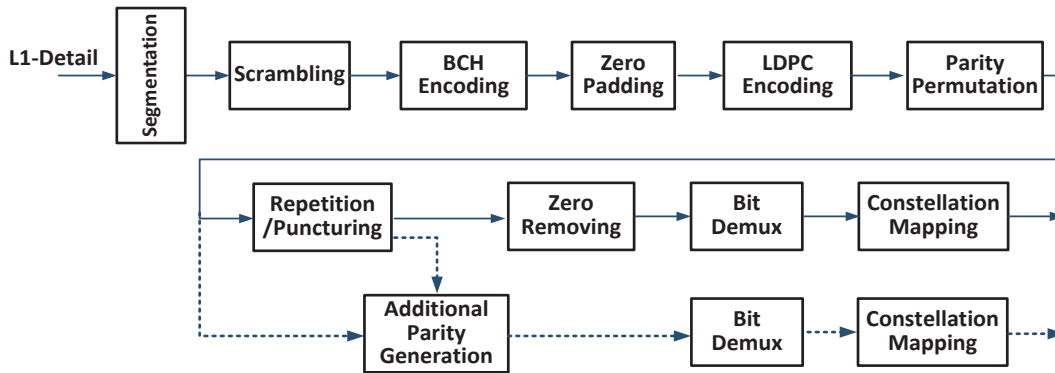 L1-Detail
Segmentation
Scrambling
BCH
Encoding
Zero
Padding
LDPC
Encoding
Parity
Permutation
Repetition
/Puncturing
Zero
Removing
Bit
Demux
Constellation
Mapping
Additional
Parity
Generation
Bit
Demux
Constellation
Mapping